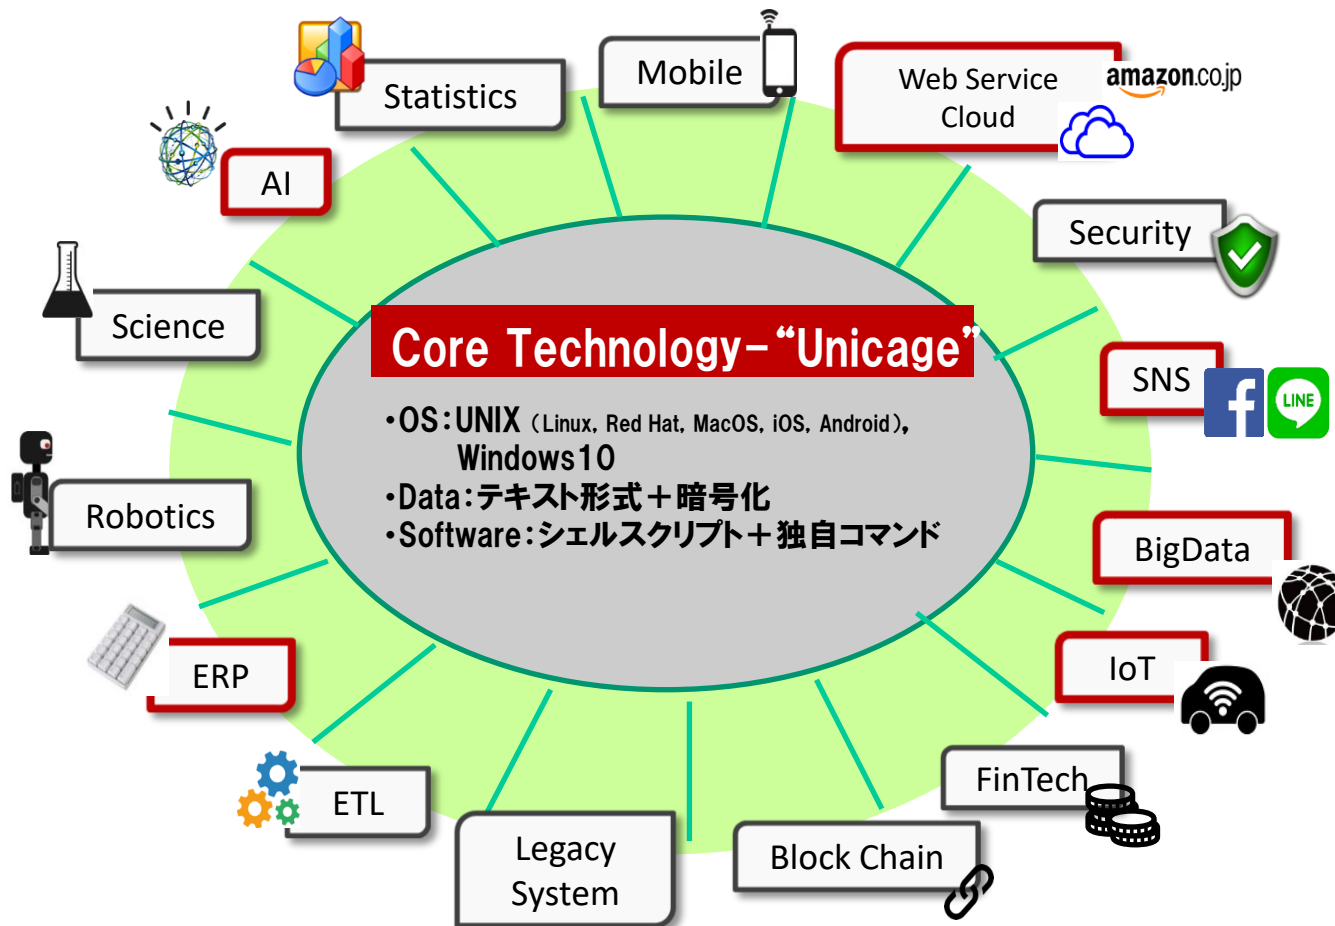 Mobile
Web Service
Cloud
amazon.co.jp
Statistics
AI
Security
Science
Core Technology-“Unicage”
SNS
f
LINE
・OS：UNIX（Linux, Red Hat, MacOS, iOS, Android）,
Windows10
・Data：テキスト形式＋暗号化
・Software：シェルスクリプト＋独自コマンド
Robotics
BigData
ERP
IoT
FinTech
ETL
Legacy
System
Block Chain